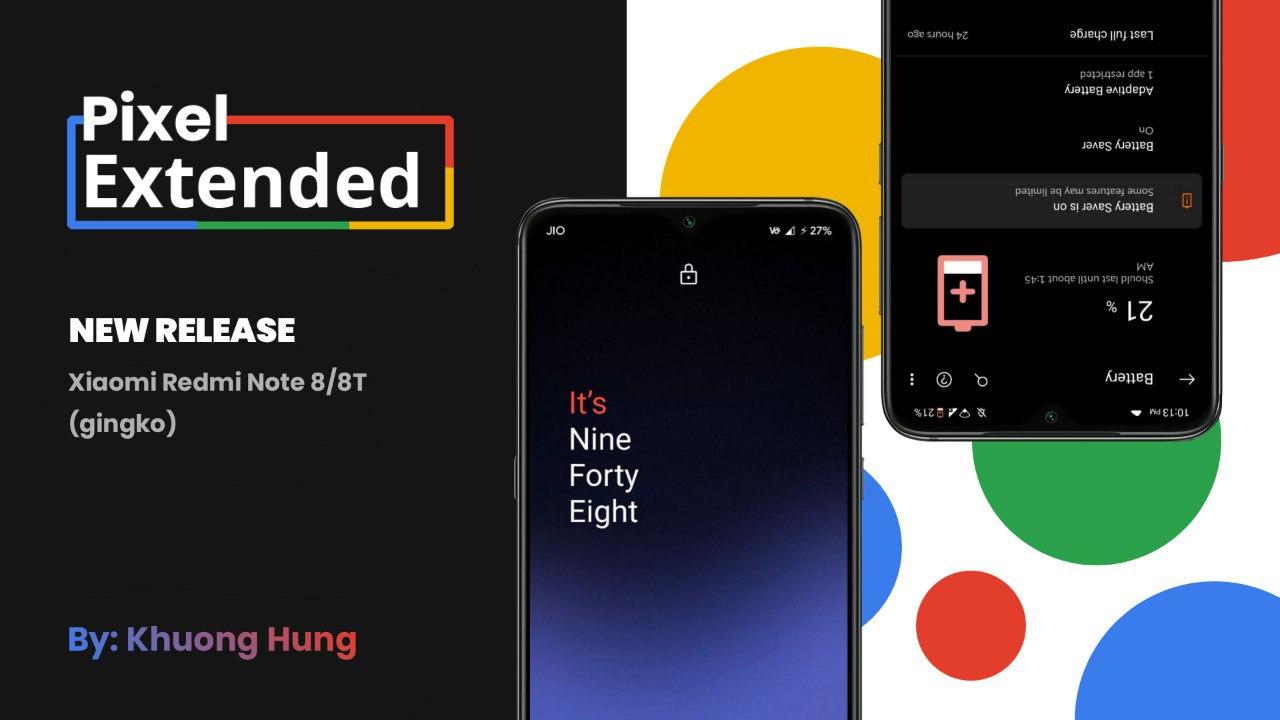 Pixel
Extended
NEW RELEASE
Xiaomi Redmi Note 8/8T
(gingko)
By: Khuong Hung
JIO
27%
It's
Nine
Forty
Eight
10:13 PM
21%
Battery
21 %
Should last until about 1:45
AM
Battery Saver is on
Some features may be limited
Battery Saver
On
Adaptive Battery
1 app restricted
Last full charge
24 hours ago